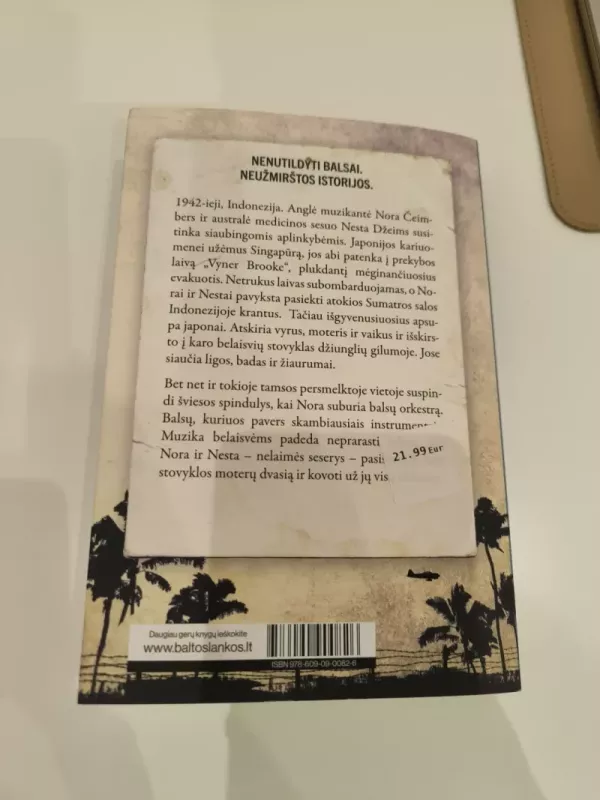 NENUTILDYTI BALSAI.
NEUŽMIRŠTOS ISTORIJOS.
1942-ieji, Indonezija. Anglė muzikantė Nora Čeim-
bers ir australė medicinos sesuo Nesta Džeims susi-
tinka siaubingomis aplinkybėmis. Japonijos kariuo-
menei užėmus Singapūrą, jos abi patenka į prekybos
laivą „Vyner Brooke“, plukdantį mėginančiuosius
evakuotis. Netrukus laivas subombarduojamas, o No-
rai ir Nestai pavyksta pasiekti atokios Sumatros salos
Indonezijoje krantus. Tačiau išgyvenusiuosius apsu-
pa japonai. Atskiria vyrus, moteris ir vaikus ir išskirs-
to į karo belaisvių stovyklas džiunglių gilumoje. Jose
siaučia ligos, badas ir žiaurumai.
Bet net ir tokioje tamsos persmelktoje vietoje suspin-
di šviesos spindulys, kai Nora suburia balsų orkestrą.
Balsų, kuriuos pavers skambiausiais
Muzika belaisvėms padeda neprarasti
Nora ir Nesta – nelaimės seserys –
stovyklos moterų dvasią ir kovoti už jų
21.99 Eur
Daugiau gerų knygų ieškokite
www.baltoslankos.lt
ISBN 978-609-09-0082-6